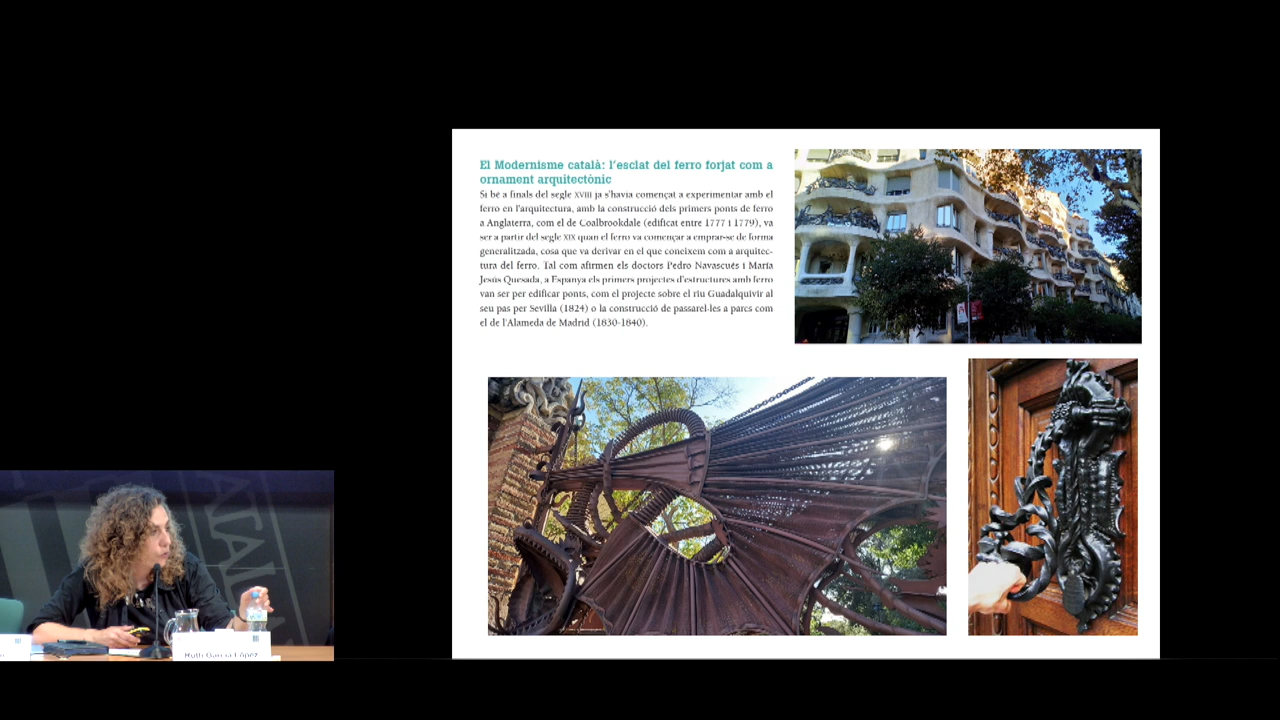 El Modernisme català: l'esclat del ferro forjat com a
ornament arquitectònic
Si bé a finals del segle XVIII ja s'havia començat a experimentar amb el
ferro en l'arquitectura, amb la construcció dels primers ponts de ferro
a Anglaterra, com el de Coalbrookdale (edificat entre 1777 i 1779), va
ser a partir del segle XIX quan el ferro va començar a emprar-se de forma
generalitzada, cosa que va derivar en el que coneixem com a arquitec-
tura del ferro. Tal com afirmen els doctors Pedro Navascués i María
Jesús Quesada, a Espanya els primers projectes d'estructures amb ferro
van ser per edificar ponts, com el projecte sobre el riu Guadalquivir al
seu pas per Sevilla (1824) o la construcció de passarel·les a parcs com
el de l'Alameda de Madrid (1830-1840).
Ruth García López